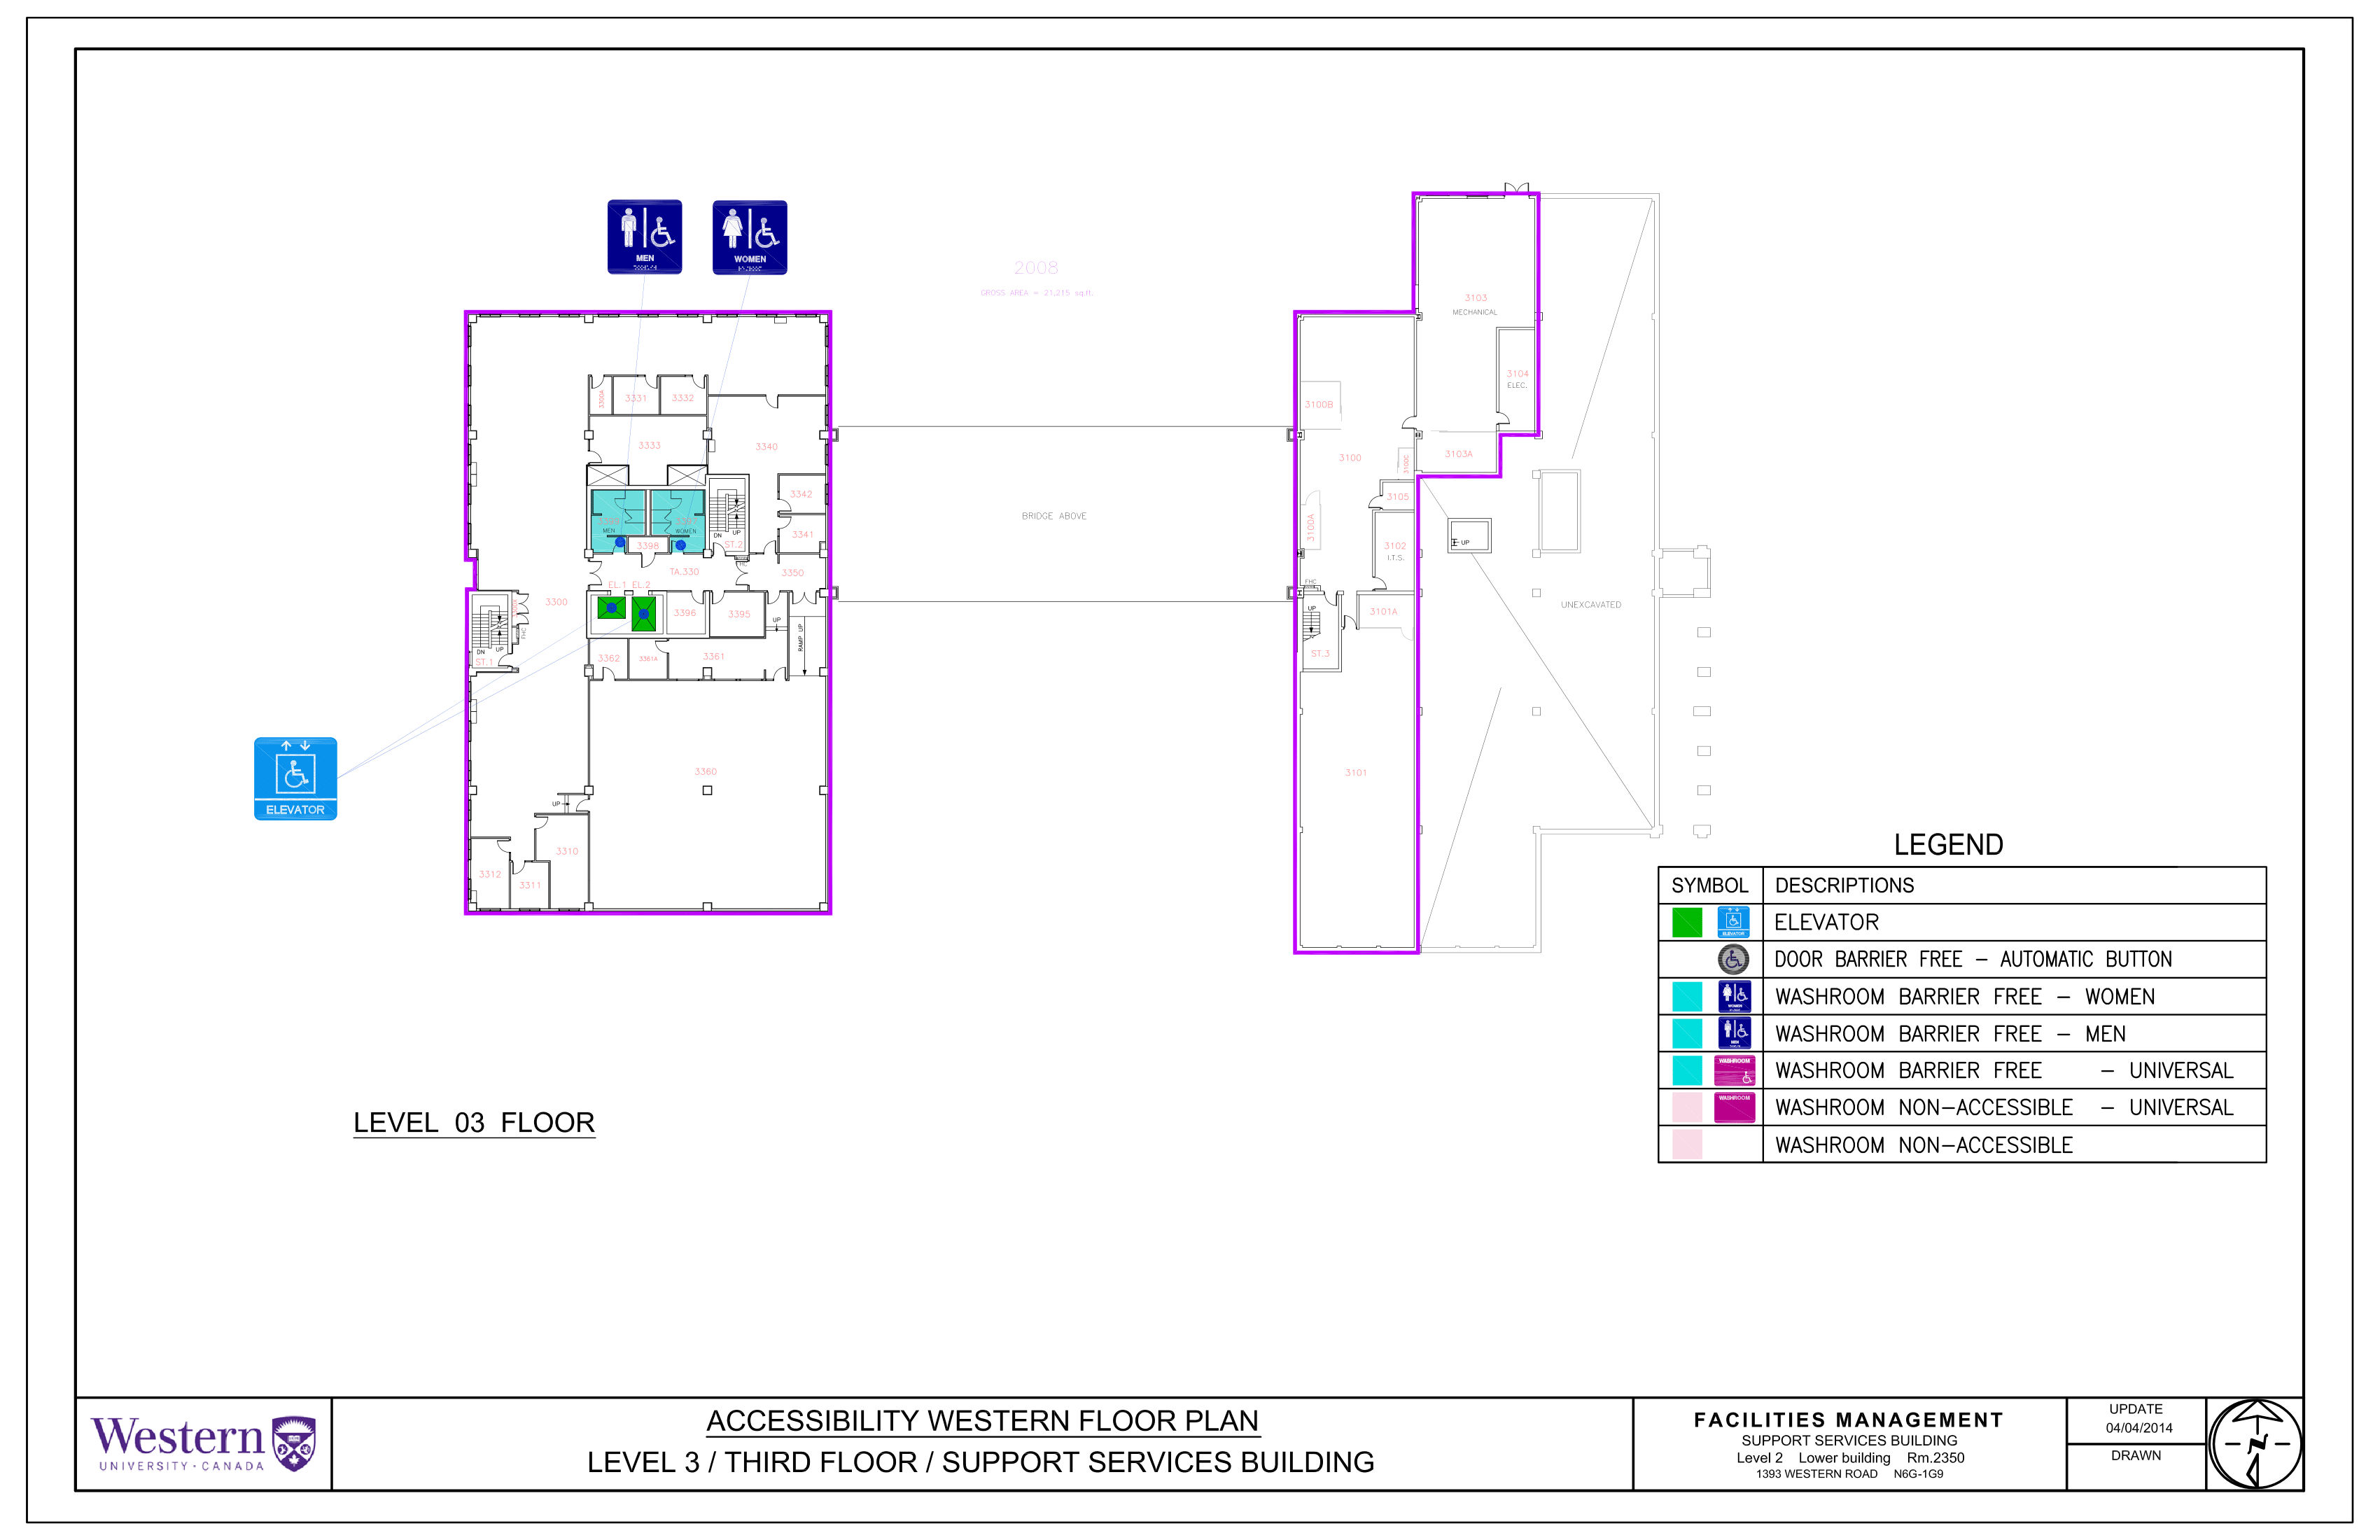 MEN
WOMEN
2008
GROSS AREA = 21,215 sq.ft.
3103
MECHANICAL
3104
ELEC.
3300A
3331
3332
3100B
3333
3340
3100
3103A
3100C
3342
3105
MEN
WOMEN
DN
UP
ST.2
BRIDGE ABOVE
3100A
3341
3398
3102
I.T.S.
UP
TA.330
3350
EL.1
EL.2
FHC
3300
UNEXCAVATED
3396
3395
3101A
UP
UP
RAMP UP
FHC
DN
UP
ST.1
3362
3361A
3361
ST.3
3360
3101
ELEVATOR
UP
3310
3312
3311
LEGEND
SYMBOL DESCRIPTIONS
ELEVATOR ELEVATOR
DOOR BARRIER FREE - AUTOMATIC BUTTON
WOMEN WASHROOM BARRIER FREE - WOMEN
MEN WASHROOM BARRIER FREE - MEN
WASHROOM WASHROOM BARRIER FREE - UNIVERSAL
WASHROOM WASHROOM NON-ACCESSIBLE - UNIVERSAL
WASHROOM NON-ACCESSIBLE
LEVEL 03 FLOOR
Western
UNIVERSITY · CANADA
ACCESSIBILITY WESTERN FLOOR PLAN
LEVEL 3 / THIRD FLOOR / SUPPORT SERVICES BUILDING
FACILITIES MANAGEMENT
SUPPORT SERVICES BUILDING
Level 2 Lower building Rm.2350
1393 WESTERN ROAD N6G-1G9
UPDATE
04/04/2014
DRAWN
N